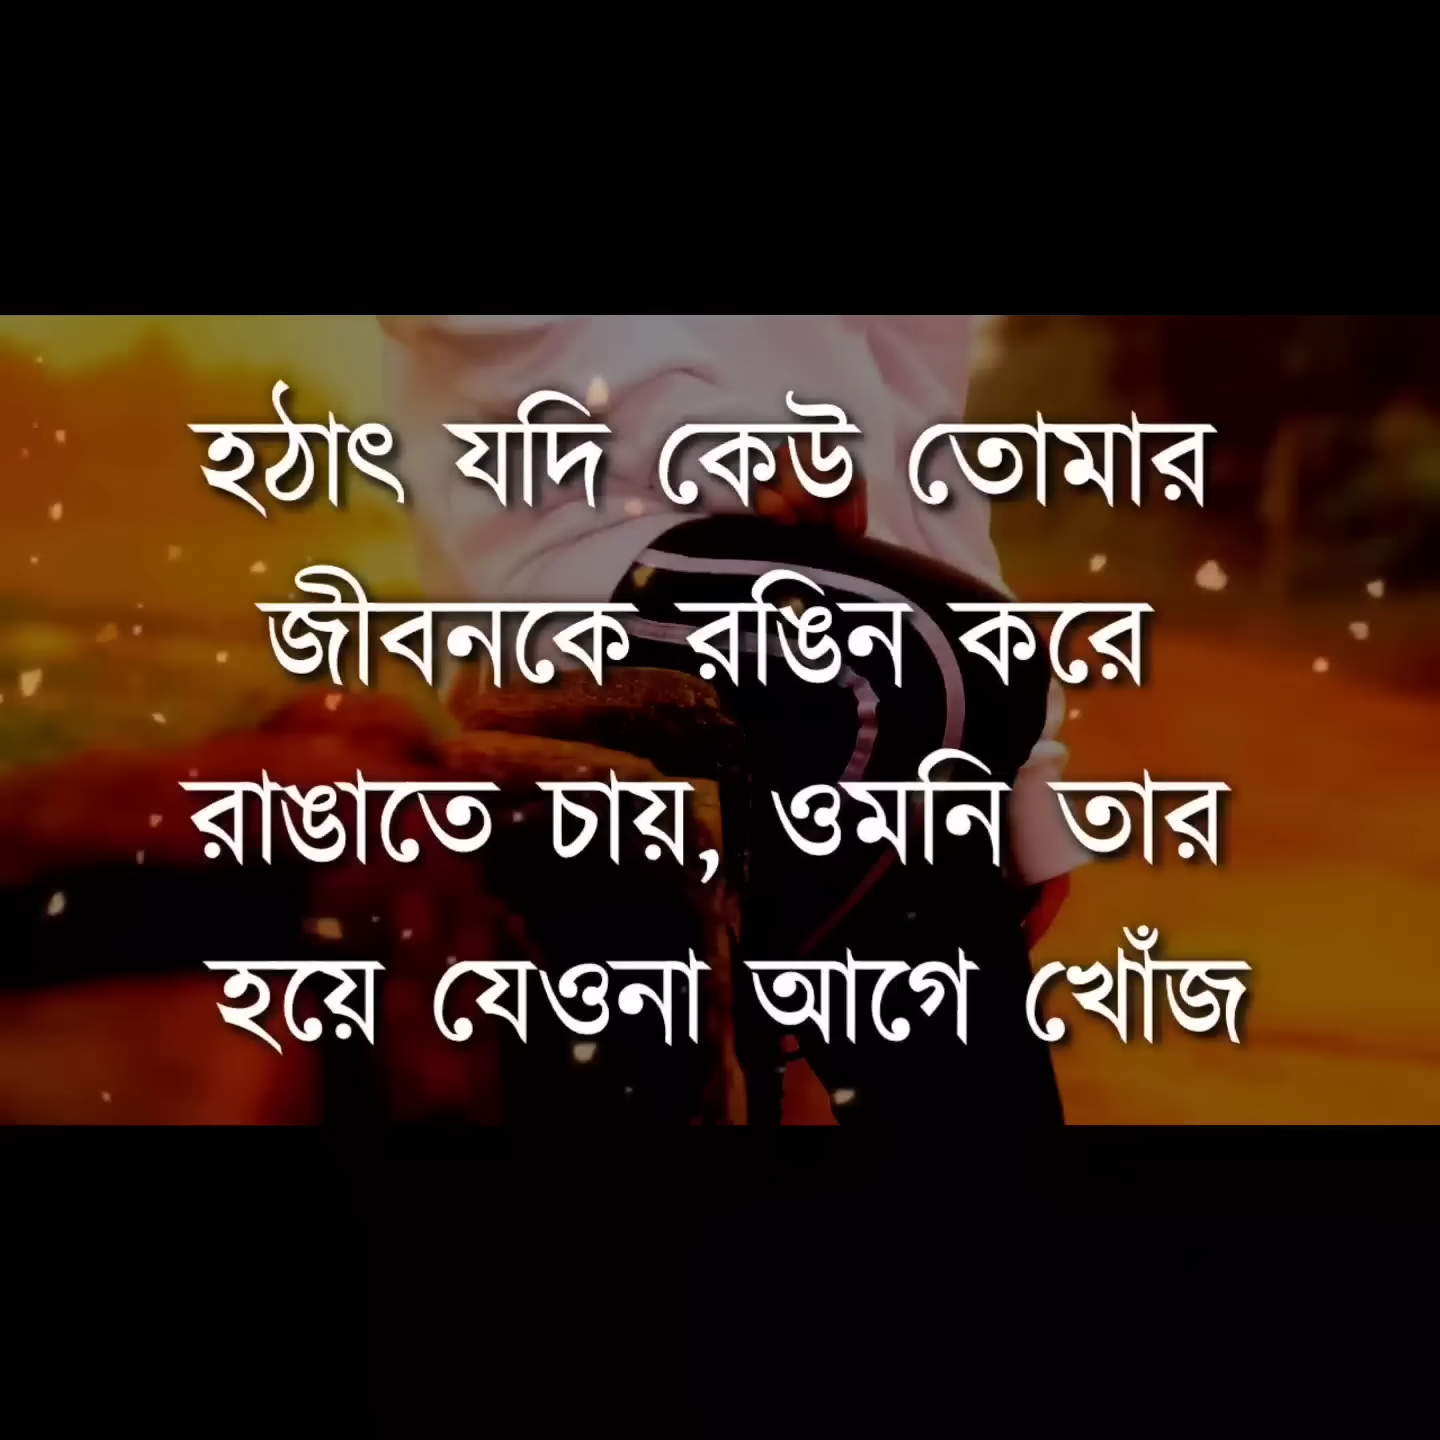 হঠাৎ যদি কেউ তোমার
জীবনকে রঙিন করে
রাঙাতে চায়, ওমনি তার
হয়ে যেওনা আগে খোঁজ